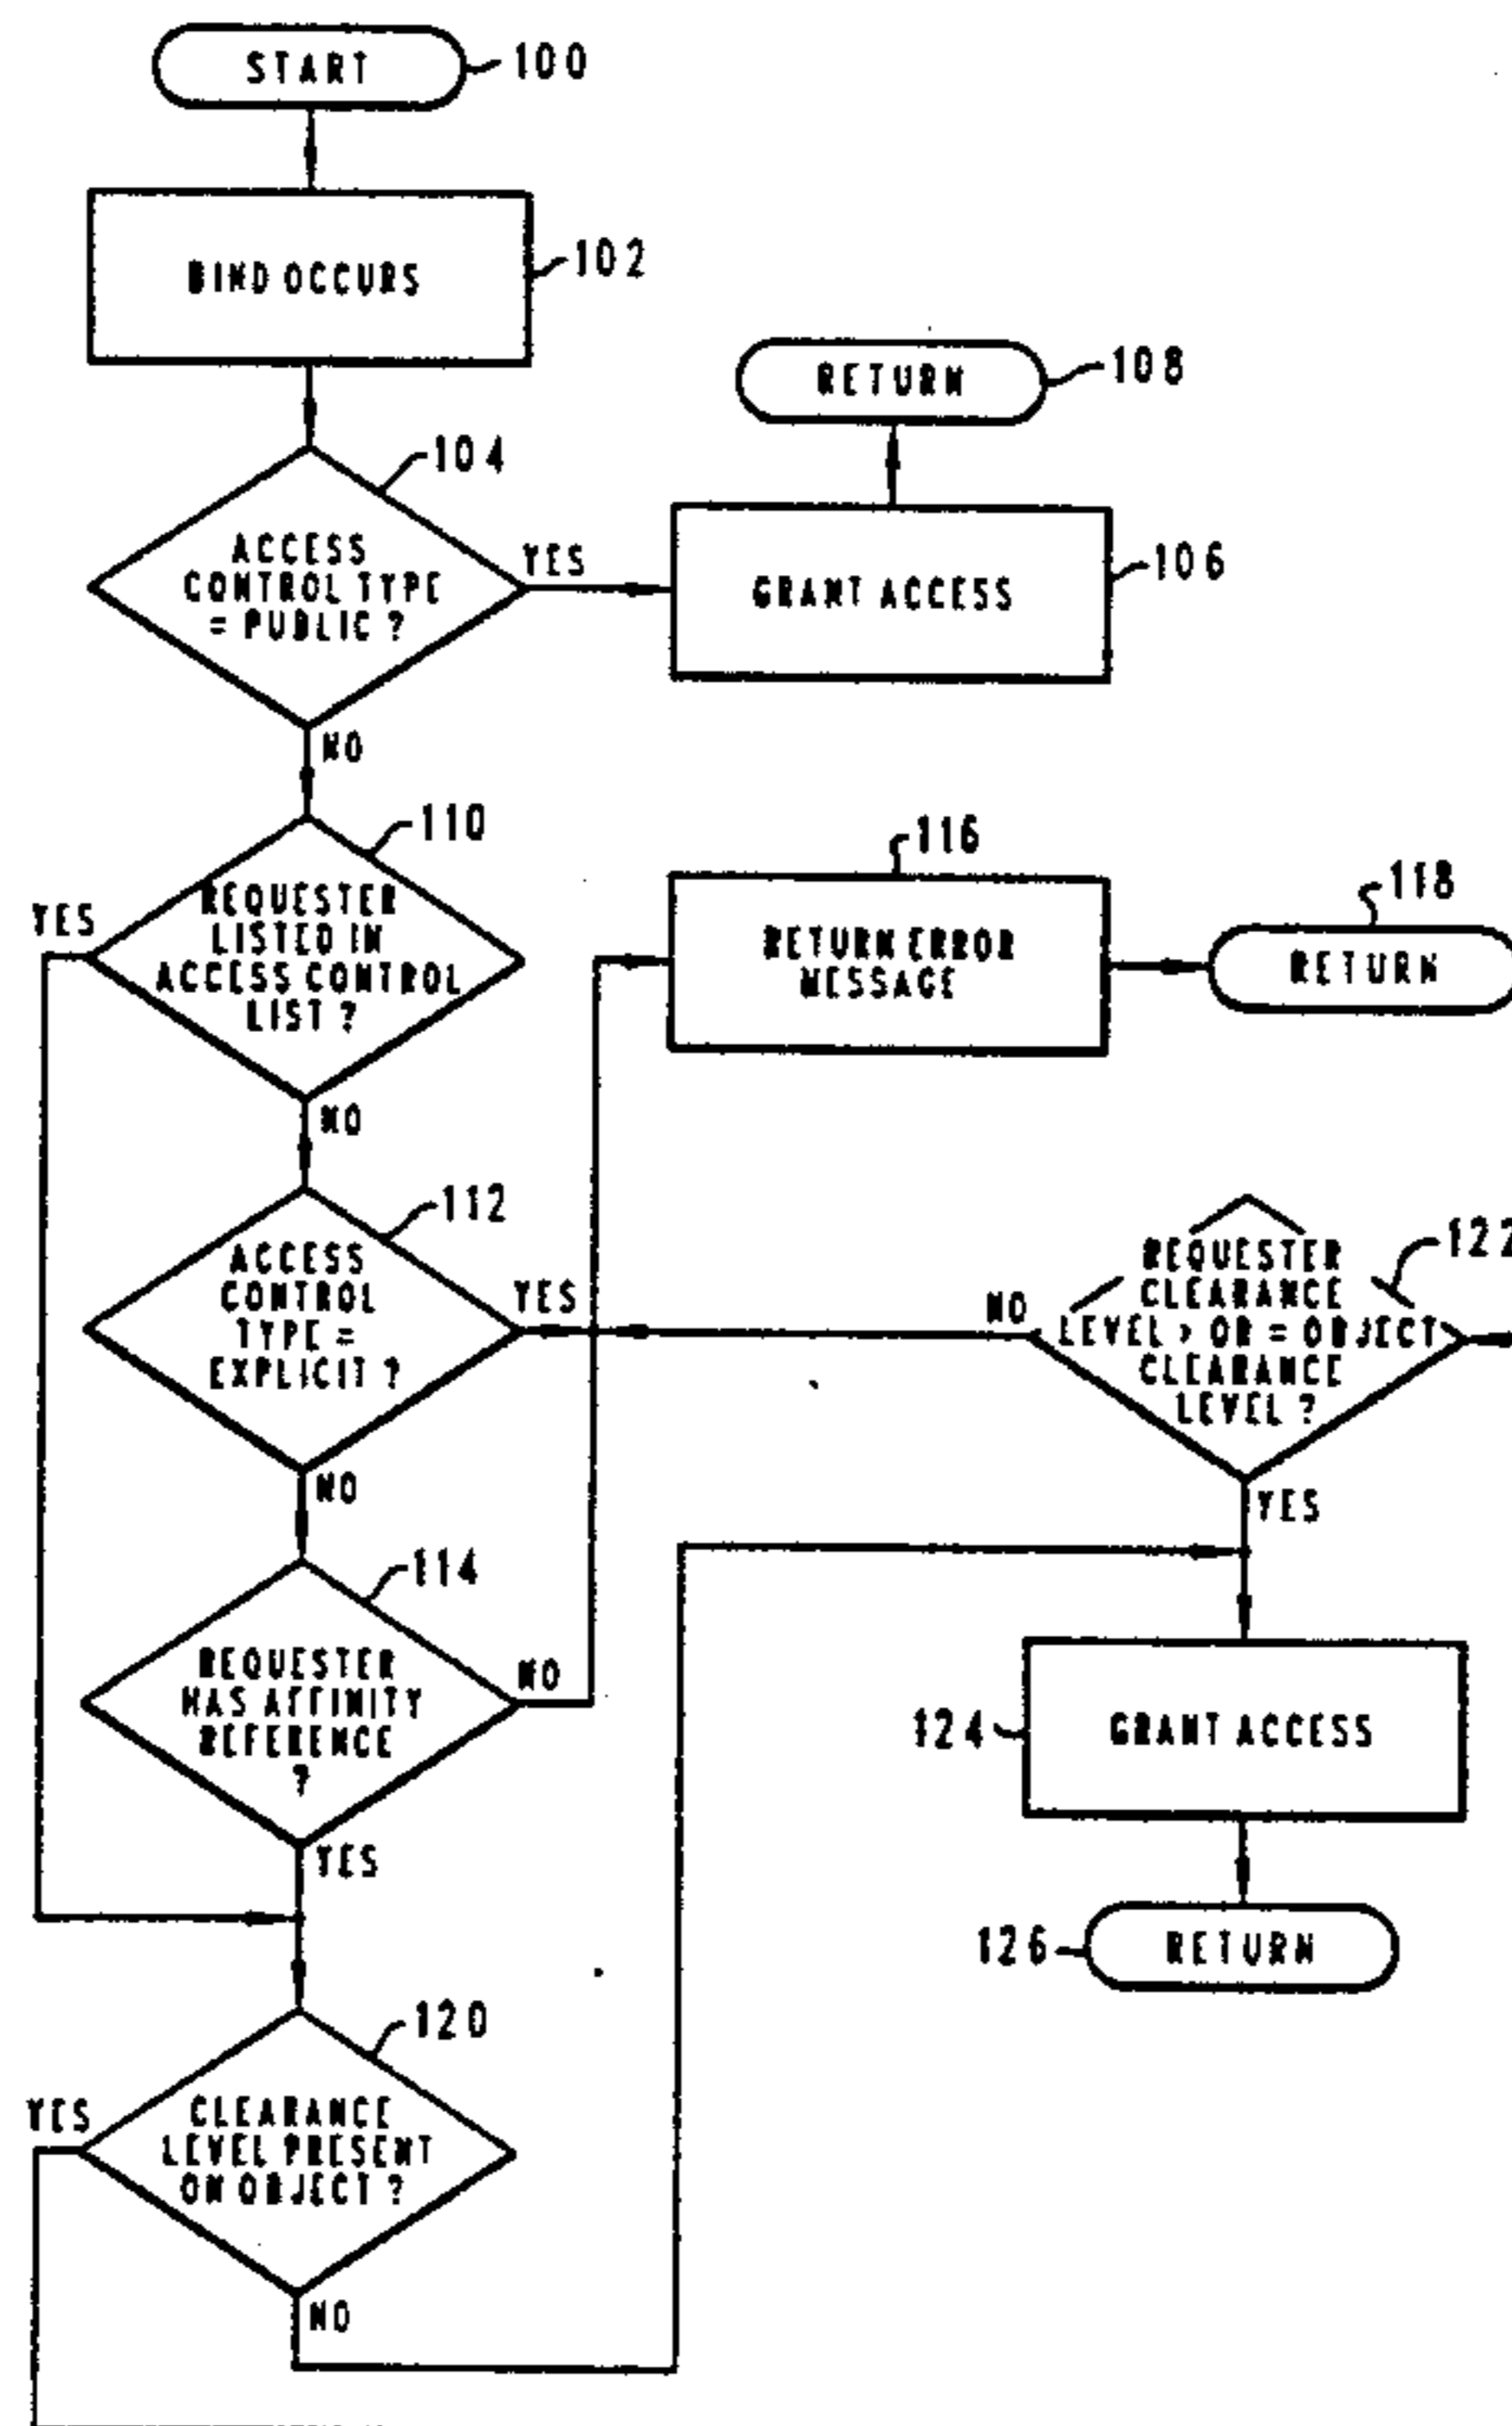 START
100
BIND OCCURS
102
RETURN
108
104
ACCESS
CONTROL TYPE
= PUBLIC ?
YES
GRANT ACCESS
106
NO
110
REQUESTER
LISTED IN
ACCESS CONTROL
LIST ?
YES
116
RETURN ERROR
MESSAGE
118
RETURN
NO
112
ACCESS
CONTROL
TYPE =
EXPLICIT ?
YES
NO
REQUESTER
CLEARANCE
LEVEL > OR = OBJECT
CLEARANCE
LEVEL ?
122
NO
YES
114
REQUESTER
HAS AFFINITY
REFERENCE
?
NO
124
GRANT ACCESS
YES
126
RETURN
120
YES
CLEARANCE
LEVEL PRESENT
ON OBJECT ?
NO